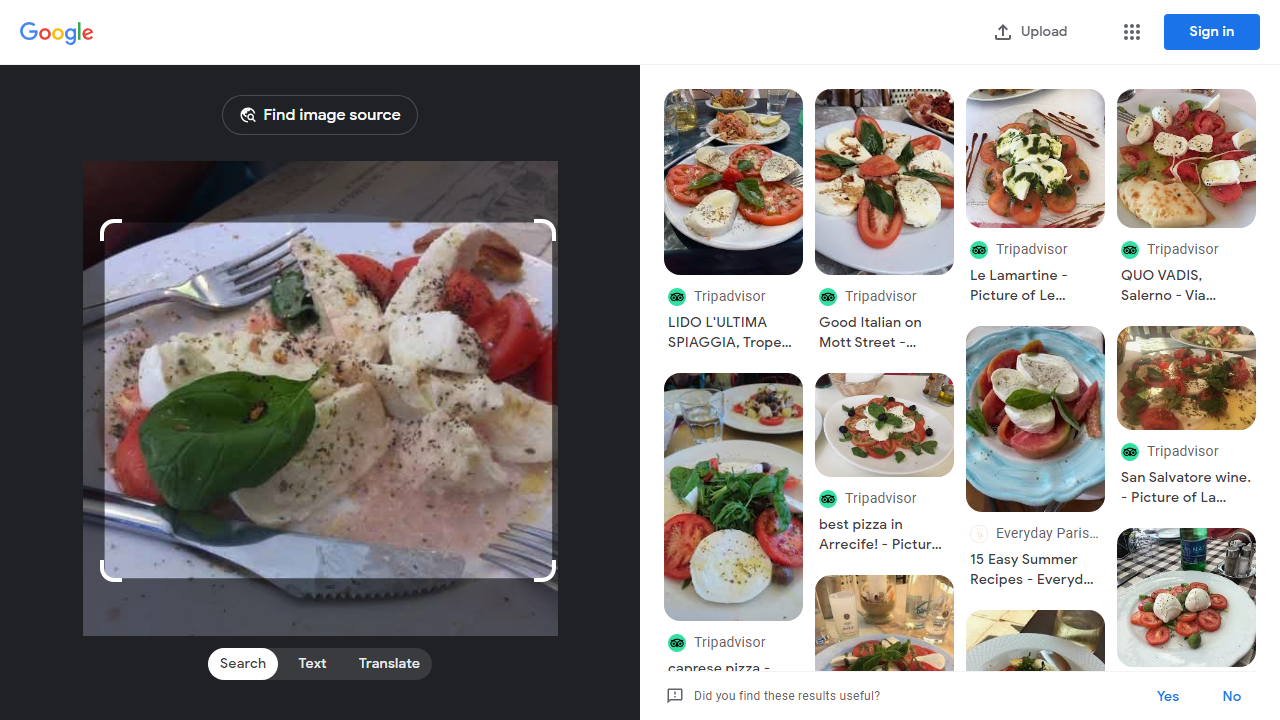 Google
Upload
Sign in
Find image source
Search
Text
Translate
Tripadvisor
LIDO L'ULTIMA
SPIAGGIA, Trope...
Tripadvisor
Good Italian on
Mott Street -...
Tripadvisor
Le Lamartine -
Picture of Le...
Tripadvisor
QUO VADIS,
Salerno - Via...
Tripadvisor
caprese pizza -
Tripadvisor
best pizza in
Arrecife! - Pictur...
Everyday Paris...
15 Easy Summer
Recipes - Everyd...
Tripadvisor
San Salvatore wine.
- Picture of La...
Did you find these results useful?
Yes
No